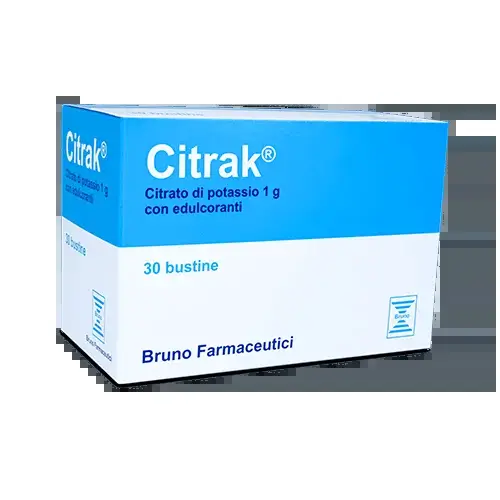 Citrak®
Citrato di potassio 1 g
con edulcoranti
30 bustine
Bruno Farmaceutici
Citrak®
Citrato di potassio 1 g
con edulcoranti
30 bustine
Bruno
Bruno Farmaceutici